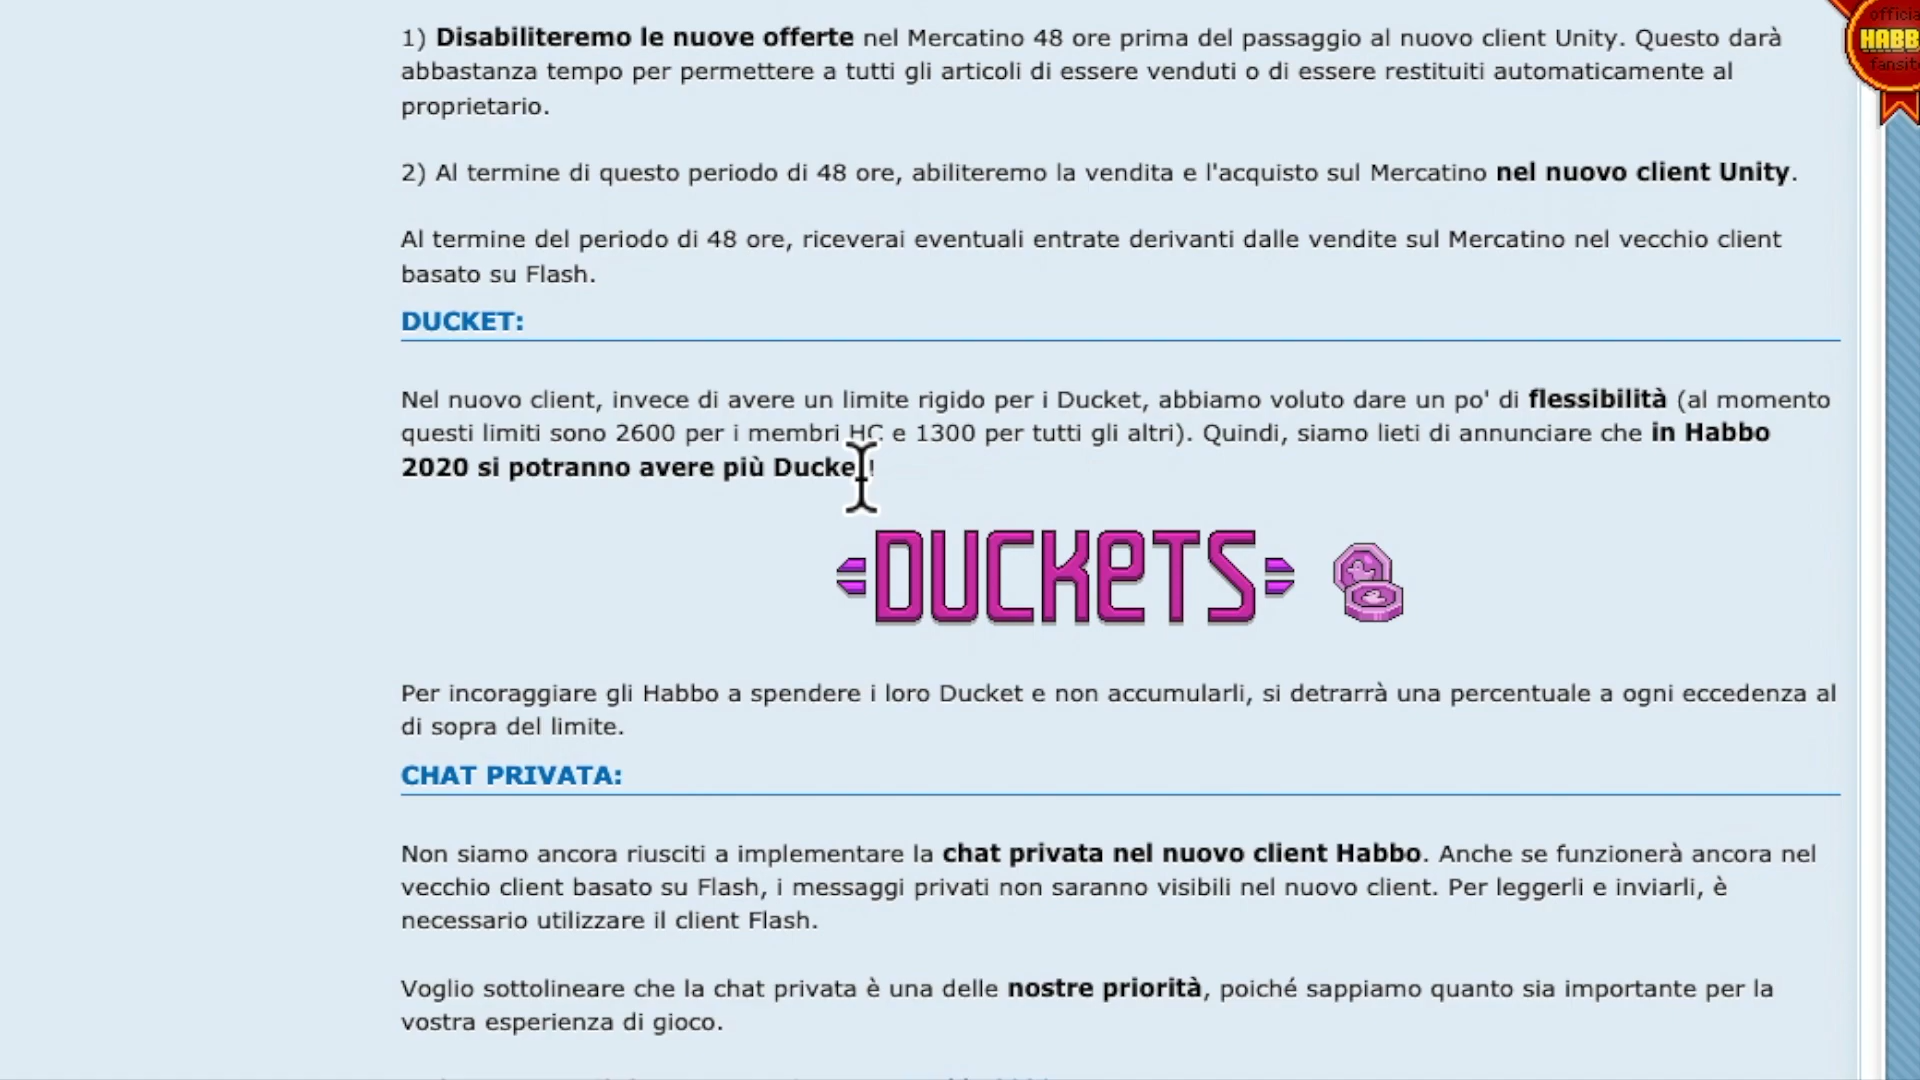 1) Disabiliteremo le nuove offerte nel Mercatino 48 ore prima del passaggio al nuovo client Unity. Questo darà
abbastanza tempo per permettere a tutti gli articoli di essere venduti o di essere restituiti automaticamente al
proprietario.
2) Al termine di questo periodo di 48 ore, abiliteremo la vendita e l'acquisto sul Mercatino nel nuovo client Unity.
Al termine del periodo di 48 ore, riceverai eventuali entrate derivanti dalle vendite sul Mercatino nel vecchio client
basato su Flash.
DUCKET:
Nel nuovo client, invece di avere un limite rigido per i Ducket, abbiamo voluto dare un po' di flessibilità (al momento
questi limiti sono 2600 per i membri HC e 1300 per tutti gli altri). Quindi, siamo lieti di annunciare che in Habbo
2020 si potranno avere più Ducket!
DUCKETS
Per incoraggiare gli Habbo a spendere i loro Ducket e non accumularli, si detrarrà una percentuale a ogni eccedenza al
di sopra del limite.
CHAT PRIVATA:
Non siamo ancora riusciti a implementare la chat privata nel nuovo client Habbo. Anche se funzionerà ancora nel
vecchio client basato su Flash, i messaggi privati non saranno visibili nel nuovo client. Per leggerli e inviarli, è
necessario utilizzare il client Flash.
Voglio sottolineare che la chat privata è una delle nostre priorità, poiché sappiamo quanto sia importante per la
vostra esperienza di gioco.